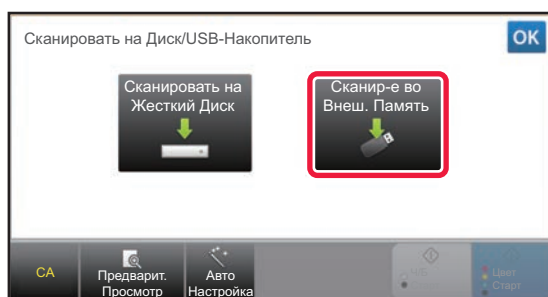 Сканировать на Диск/USB-Накопитель
OK
Сканировать на
Жесткий Диск
Сканир-е во
Внеш. Память
CA
Предварит.
Просмотр
Авто
Настройка
Ч/Б
Старт
Цвет
Старт